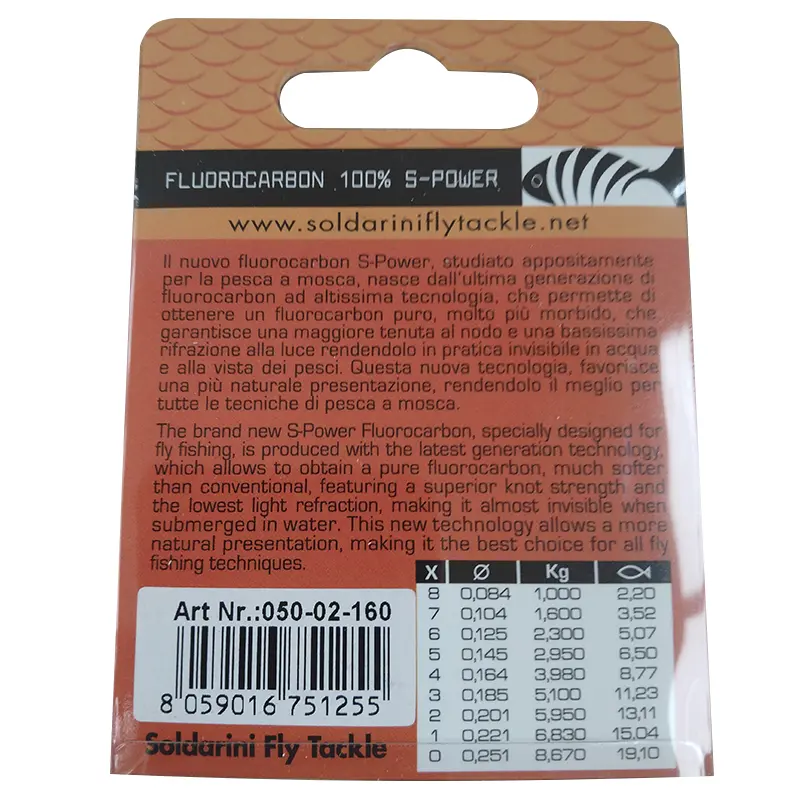 FLUOROCARBON 100% S-POWER
www.soldariniflytackle.net
Il nuovo fluorocarbon S-Power, studiato appositamente
per la pesca a mosca, nasce dall'ultima generazione di
fluorocarbon ad altissima tecnologia, che permette di
ottenere un fluorocarbon puro, molto più morbido, che
garantisce una maggiore tenuta al nodo e una bassissima
rifrazione alla luce rendendolo in pratica invisibile in acqua
e alla vista dei pesci. Questa nuova tecnologia, favorisce
una più naturale presentazione, rendendolo il meglio per
tutte le tecniche di pesca a mosca.
The brand new S-Power Fluorocarbon, specially designed for
fly fishing, is produced with the latest generation technology,
which allows to obtain a pure fluorocarbon, much softer
than conventional, featuring a superior knot strength and
the lowest light refraction, making it almost invisible when
submerged in water. This new technology allows a more
natural presentation, making it the best choice for all fly
fishing techniques.
X Ø Kg
8 0,084 1,000 2,20
7 0,104 1,600 3,52
6 0,125 2,300 5,07
5 0,145 2,950 6,50
4 0,164 3,980 8,77
3 0,185 5,100 11,23
2 0,201 5,950 13,11
1 0,221 6,830 15,04
0 0,251 8,670 19,10
Art Nr.:050-02-160
8 059016 751255
Soldarini Fly Tackle